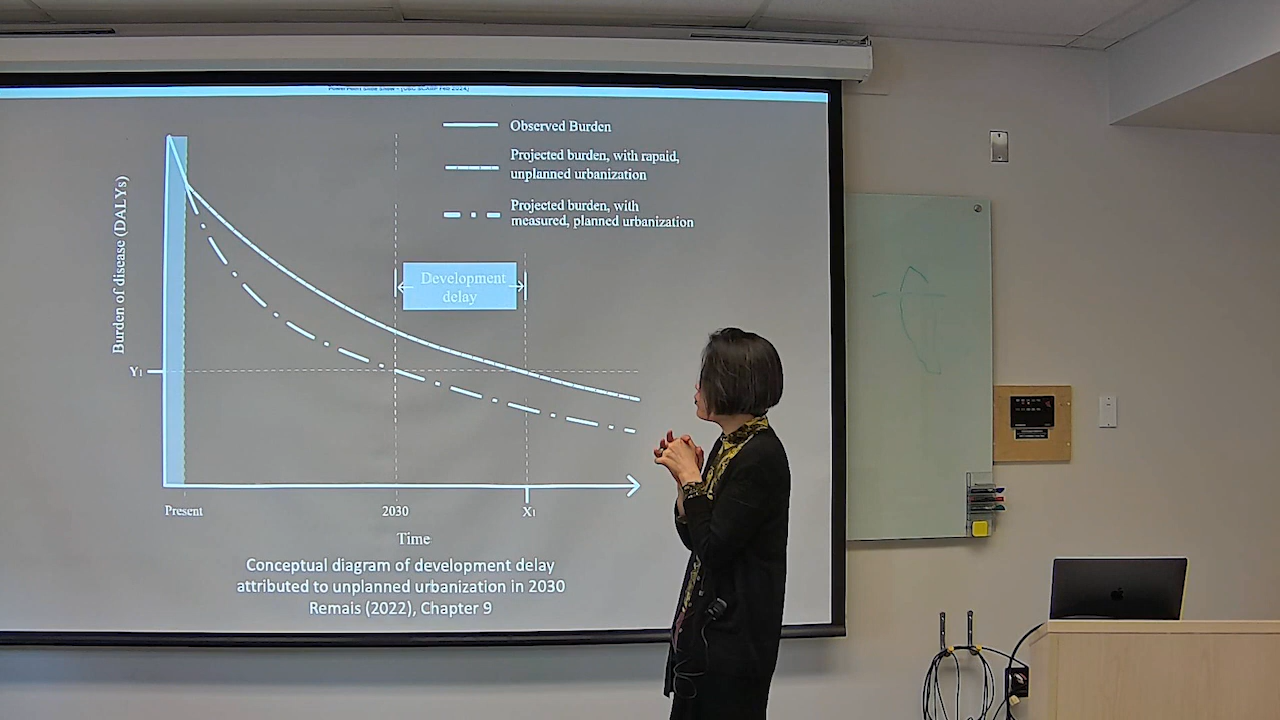 PowerPoint Slide Show - [UBC SCARP Feb 2024]
Observed Burden
Projected burden, with rapaid,
unplanned urbanization
Projected burden, with
measured, planned urbanization
Burden of disease (DALYs)
Development
delay
Y1
Present
2030
X1
Time
Conceptual diagram of development delay
attributed to unplanned urbanization in 2030
Remais (2022), Chapter 9